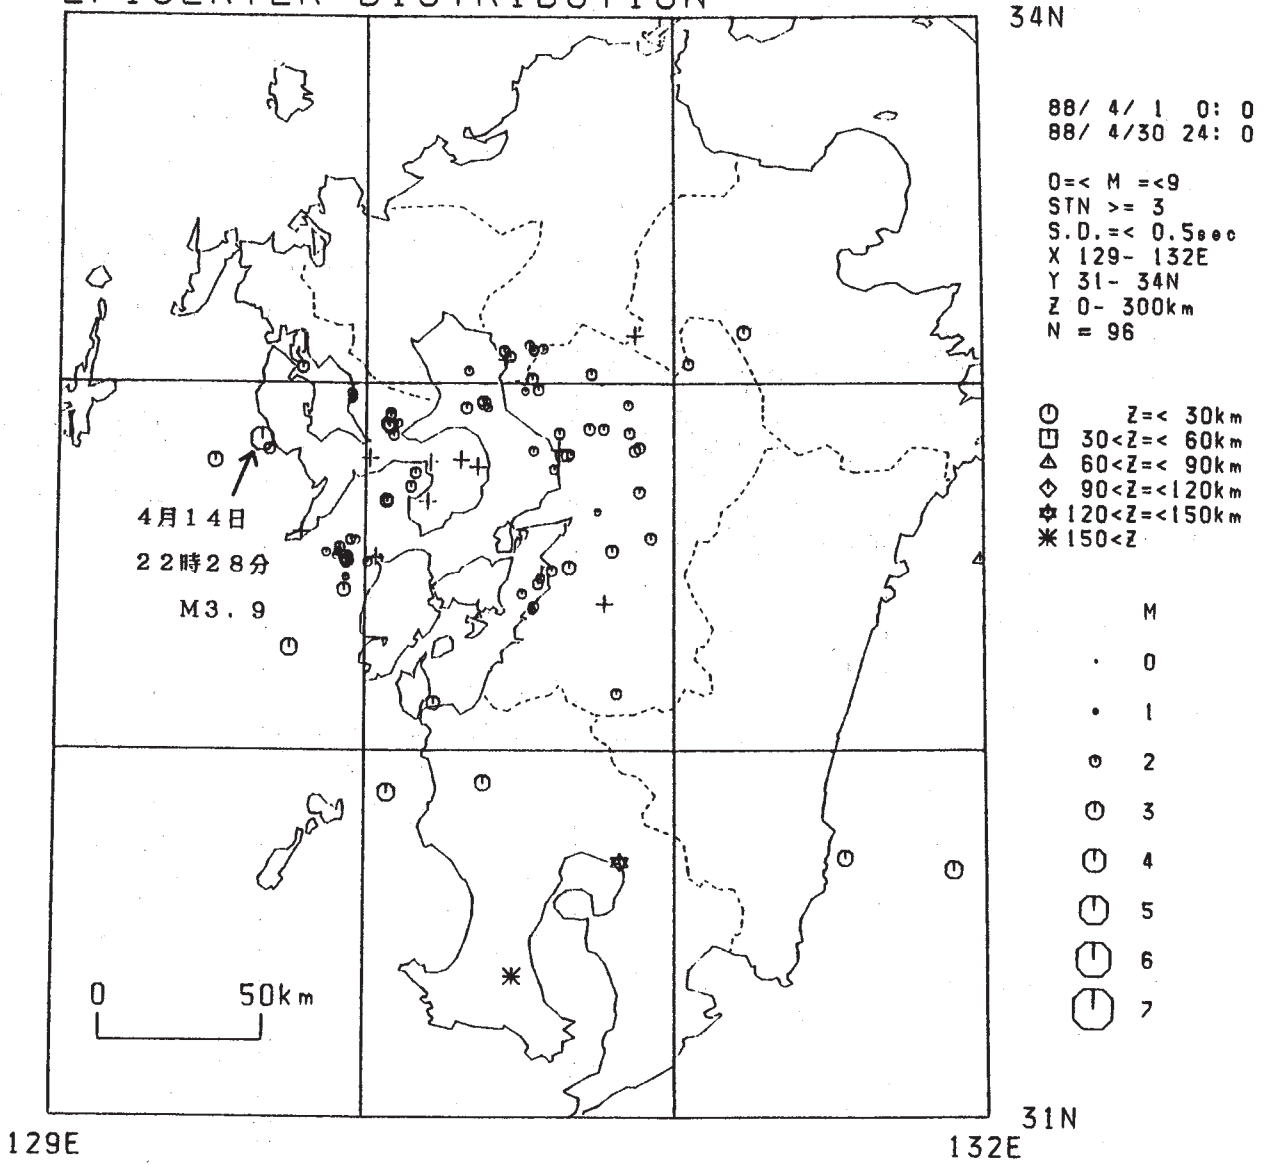 EPICENTER DISTRIBUTION
34N
88/ 4/ 1 0: 0
88/ 4/30 24: 0
0=< M =<9
STN >= 3
S.D.=< 0.5sec
X 129- 132E
Y 31- 34N
Z 0- 300km
N = 96
Z=< 30km
30<Z=< 60km
60<Z=< 90km
90<Z=<120km
120<Z=<150km
150<Z
M
0
1
2
3
4
5
6
7
4月14日
22時28分
M3.9
0 50km
31N
129E 132E